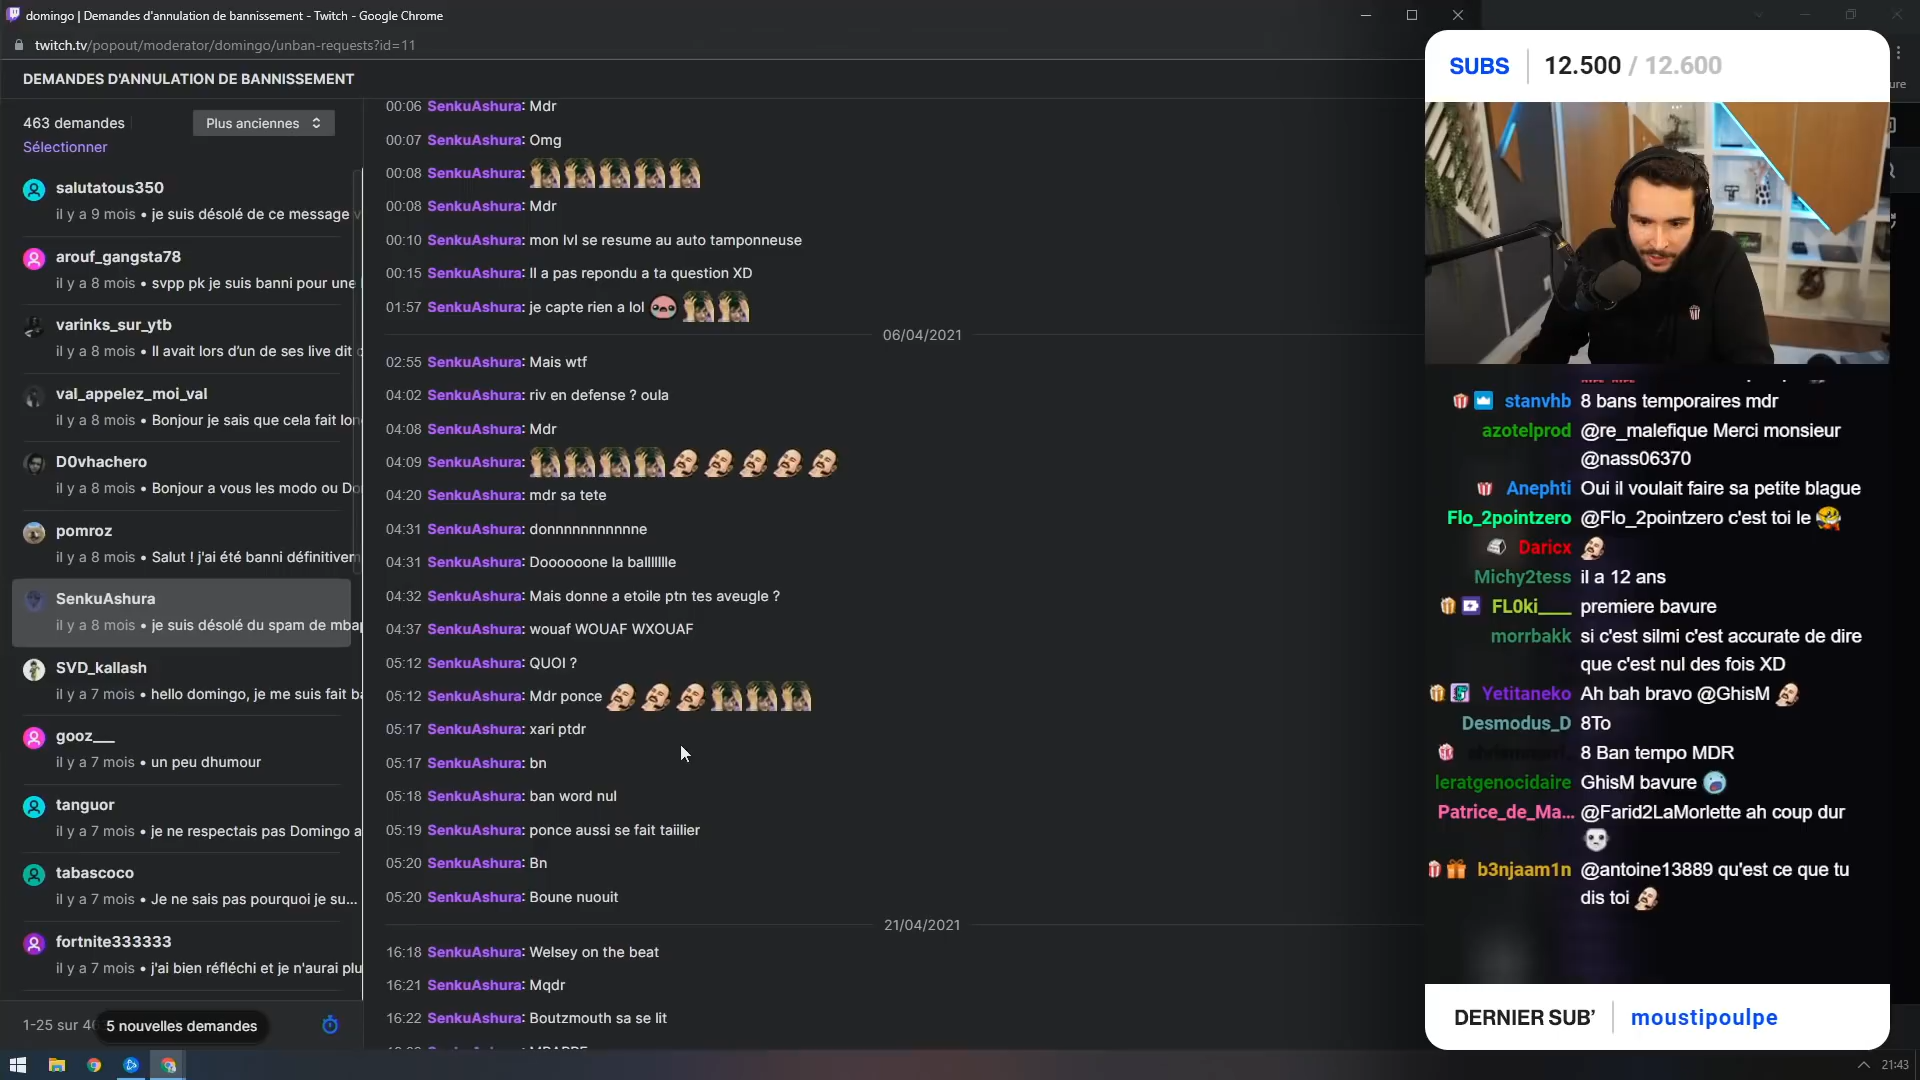 domingo | Demandes d'annulation de bannissement - Twitch - Google Chrome
twitch.tv/popout/moderator/domingo/unban-requests?id=11
DEMANDES D'ANNULATION DE BANNISSEMENT
463 demandes
Plus anciennes
Sélectionner
salutatous350
il y a 9 mois • je suis désolé de ce message
arouf_gangsta78
il y a 8 mois • svpp pk je suis banni pour une
varinks_sur_ytb
il y a 8 mois • Il avait lors d'un de ses live dit
val_appelez_moi_val
il y a 8 mois • Bonjour je sais que cela fait lon
D0vhachero
il y a 8 mois • Bonjour a vous les modo ou Do
pomroz
il y a 8 mois • Salut ! j'ai été banni définitiver
SenkuAshura
il y a 8 mois • je suis désolé du spam de mba
SVD_kallash
il y a 7 mois • hello domingo, je me suis fait b
gooz___
il y a 7 mois • un peu dhumour
tanguor
il y a 7 mois • je ne respectais pas Domingo a
tabascoco
il y a 7 mois • Je ne sais pas pourquoi je su...
fortnite333333
il y a 7 mois • j'ai bien réfléchi et je n'aurai plu
1-25 sur 4
5 nouvelles demandes
00:06 SenkuAshura: Mdr
00:07 SenkuAshura: Omg
00:08 SenkuAshura:
00:08 SenkuAshura: Mdr
00:10 SenkuAshura: mon lvl se resume au auto tamponneuse
00:15 SenkuAshura: Il a pas repondu a ta question XD
01:57 SenkuAshura: je capte rien a lol
06/04/2021
02:55 SenkuAshura: Mais wtf
04:02 SenkuAshura: riv en defense ? oula
04:08 SenkuAshura: Mdr
04:09 SenkuAshura:
04:20 SenkuAshura: mdr sa tete
04:31 SenkuAshura: donnnnnnnnnnne
04:31 SenkuAshura: Dooooooone la ballllllle
04:32 SenkuAshura: Mais donne a etoile ptn tes aveugle ?
04:37 SenkuAshura: wouaf WOUAF WXOUAF
05:12 SenkuAshura: QUOI ?
05:12 SenkuAshura: Mdr ponce
05:17 SenkuAshura: xari ptdr
05:17 SenkuAshura: bn
05:18 SenkuAshura: ban word nul
05:19 SenkuAshura: ponce aussi se fait taiilier
05:20 SenkuAshura: Bn
05:20 SenkuAshura: Boune nuouit
21/04/2021
16:18 SenkuAshura: Welsey on the beat
16:21 SenkuAshura: Mqdr
16:22 SenkuAshura: Boutzmouth sa se lit
SUBS 12.500 / 12.600
stanvhb 8 bans temporaires mdr
azotelprod @re_malefique Merci monsieur
@nass06370
Anephti Oui il voulait faire sa petite blague
Flo_2pointzero @Flo_2pointzero c'est toi le
Daricx
Michy2tess il a 12 ans
FL0ki____ premiere bavure
morrbakk si c'est silmi c'est accurate de dire
que c'est nul des fois XD
Yetitaneko Ah bah bravo @GhisM
Desmodus_D 8To
8 Ban tempo MDR
leratgenocidaire GhisM bavure
Patrice_de_Ma... @Farid2LaMorlette ah coup dur
b3njaam1n @antoine13889 qu'est ce que tu
dis toi
DERNIER SUB' moustipoulpe
21:43